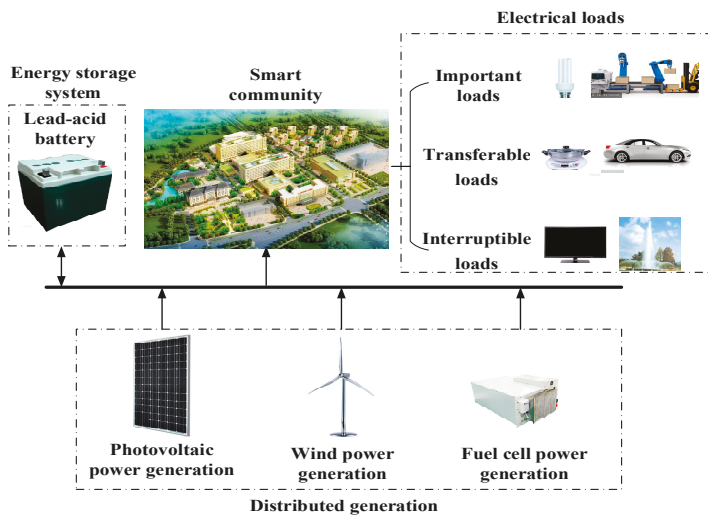 Electrical loads
Energy storage
system
Lead-acid
battery
Smart
community
Important
loads
Transferable
loads
Interruptible
loads
Photovoltaic
power generation
Wind power
generation
Fuel cell power
generation
Distributed generation